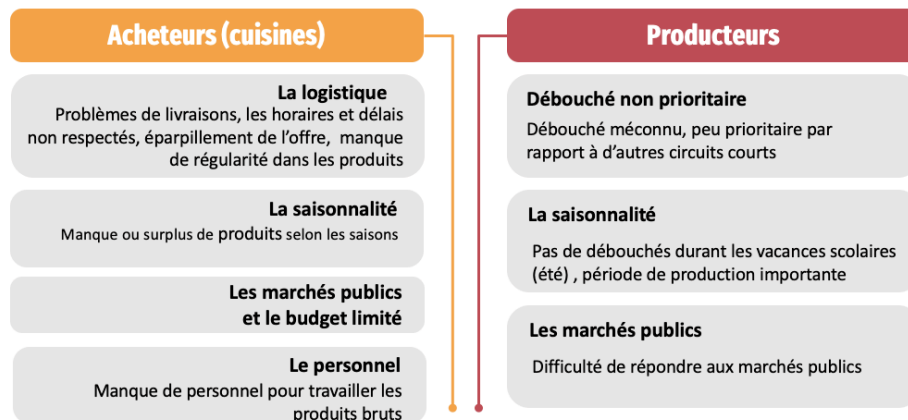 Acheteurs (cuisines)
La logistique
Problèmes de livraisons, les horaires et délais
non respectés, éparpillement de l'offre, manque
de régularité dans les produits
La saisonnalité
Manque ou surplus de produits selon les saisons
Les marchés publics
et le budget limité
Le personnel
Manque de personnel pour travailler les
produits bruts
Producteurs
Débouché non prioritaire
Débouché méconnu, peu prioritaire par
rapport à d'autres circuits courts
La saisonnalité
Pas de débouchés durant les vacances scolaires
(été) , période de production importante
Les marchés publics
Difficulté de répondre aux marchés publics